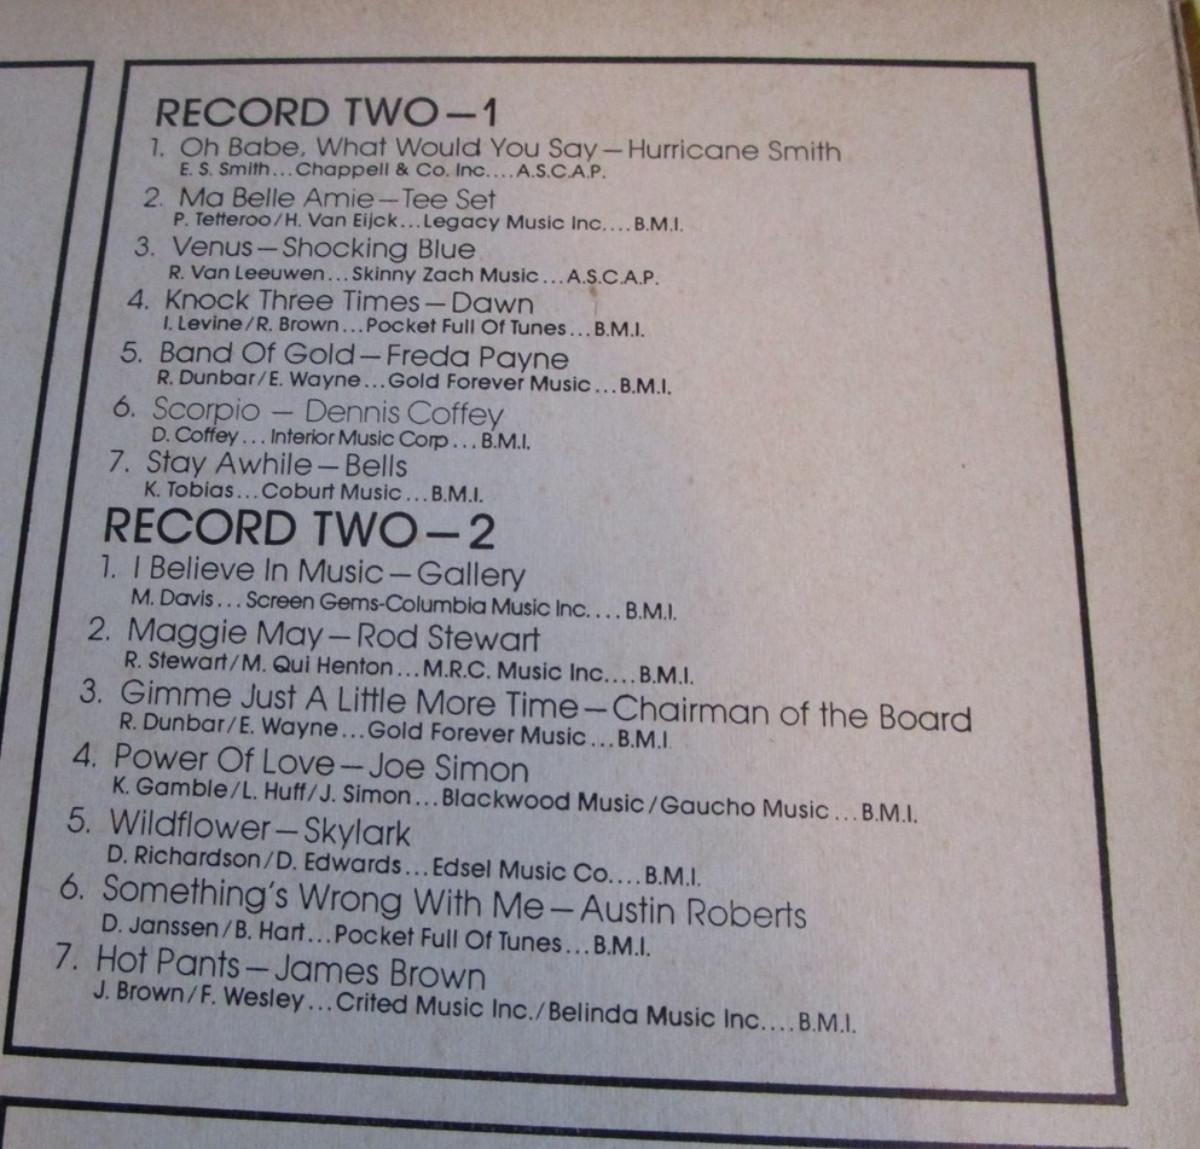 RECORD TWO—1
1. Oh Babe, What Would You Say—Hurricane Smith
E. S. Smith...Chappell & Co. Inc....A.S.C.A.P.
2. Ma Belle Amie—Tee Set
P. Tetteroo/H. Van Eijck...Legacy Music Inc....B.M.I.
3. Venus—Shocking Blue
R. Van Leeuwen...Skinny Zach Music...A.S.C.A.P.
4. Knock Three Times—Dawn
I. Levine/R. Brown...Pocket Full Of Tunes...B.M.I.
5. Band Of Gold—Freda Payne
R. Dunbar/E. Wayne...Gold Forever Music...B.M.I.
6. Scorpio — Dennis Coffey
D. Coffey... Interior Music Corp...B.M.I.
7. Stay Awhile—Bells
K. Tobias...Coburt Music...B.M.I.
RECORD TWO—2
1. I Believe In Music—Gallery
M. Davis... Screen Gems-Columbia Music Inc.... B.M.I.
2. Maggie May—Rod Stewart
R. Stewart/M. Qui Henton...M.R.C. Music Inc....B.M.I.
3. Gimme Just A Little More Time—Chairman of the Board
R. Dunbar/E. Wayne...Gold Forever Music...B.M.I
4. Power Of Love—Joe Simon
K. Gamble/L. Huff/J. Simon...Blackwood Music/Gaucho Music...B.M.I.
5. Wildflower—Skylark
D. Richardson/D. Edwards...Edsel Music Co....B.M.I.
6. Something's Wrong With Me—Austin Roberts
D. Janssen/B. Hart...Pocket Full Of Tunes...B.M.I.
7. Hot Pants—James Brown
J. Brown/F. Wesley...Crited Music Inc./Belinda Music Inc....B.M.I.